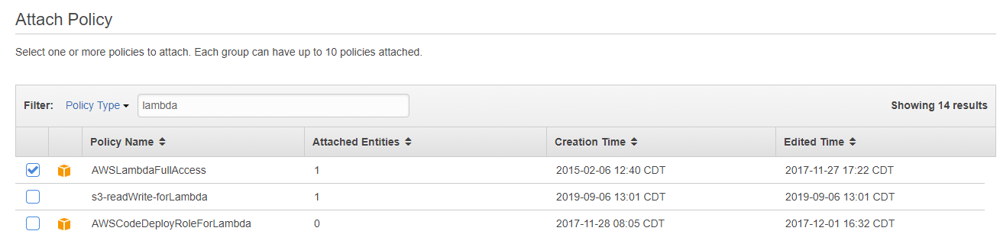 Attach Policy
Select one or more policies to attach. Each group can have up to 10 policies attached.
Filter: Policy Type lambda Showing 14 results
Policy Name Attached Entities Creation Time Edited Time
AWSLambdaFullAccess 1 2015-02-06 12:40 CDT 2017-11-27 17:22 CDT
s3-readWrite-forLambda 1 2019-09-06 13:01 CDT 2019-09-06 13:01 CDT
AWSCodeDeployRoleForLambda 0 2017-11-28 08:05 CDT 2017-12-01 16:32 CDT